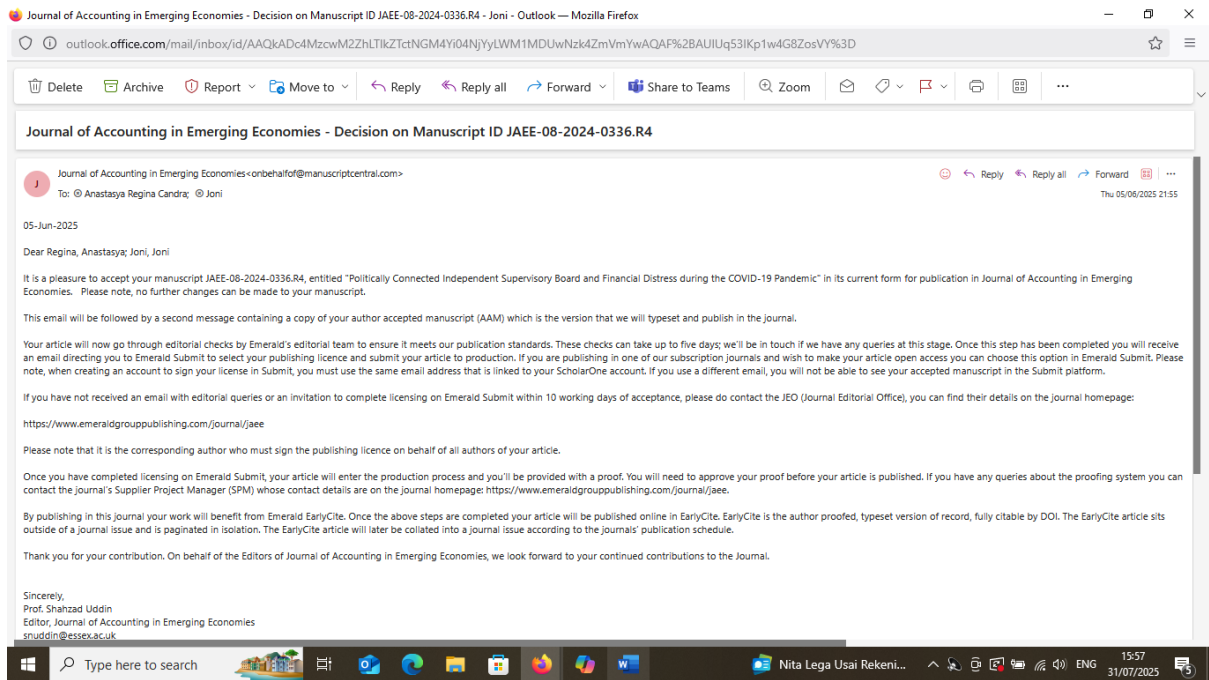 Journal of Accounting in Emerging Economies - Decision on Manuscript ID JAEE-08-2024-0336.R4 - Joni - Outlook — Mozilla Firefox
outlook.office.com/mail/inbox/id/AAQkADc4MzcwM2ZhLTlkZTctNGM4Yi04NjYyLWM1MDUwNzk4ZmVmYwAQAF%2BAUIUq53IKp1w4G8ZosVY%3D
Delete Archive Report Move to Reply Reply all Forward Share to Teams Zoom
Journal of Accounting in Emerging Economies - Decision on Manuscript ID JAEE-08-2024-0336.R4
J
Journal of Accounting in Emerging Economies<onbehalfof@manuscriptcentral.com>
Reply Reply all Forward
To: Anastasya Regina Candra; Joni
Thu 05/06/2025 21:55
05-Jun-2025
Dear Regina, Anastasya; Joni, Joni
It is a pleasure to accept your manuscript JAEE-08-2024-0336.R4, entitled "Politically Connected Independent Supervisory Board and Financial Distress during the COVID-19 Pandemic" in its current form for publication in Journal of Accounting in Emerging
Economies. Please note, no further changes can be made to your manuscript.
This email will be followed by a second message containing a copy of your author accepted manuscript (AAM) which is the version that we will typeset and publish in the journal.
Your article will now go through editorial checks by Emerald's editorial team to ensure it meets our publication standards. These checks can take up to five days; we'll be in touch if we have any queries at this stage. Once this step has been completed you will receive
an email directing you to Emerald Submit to select your publishing licence and submit your article to production. If you are publishing in one of our subscription journals and wish to make your article open access you can choose this option in Emerald Submit. Please
note, when creating an account to sign your license in Submit, you must use the same email address that is linked to your ScholarOne account. If you use a different email, you will not be able to see your accepted manuscript in the Submit platform.
If you have not received an email with editorial queries or an invitation to complete licensing on Emerald Submit within 10 working days of acceptance, please do contact the JEO (Journal Editorial Office), you can find their details on the journal homepage:
https://www.emeraldgrouppublishing.com/journal/jaee
Please note that it is the corresponding author who must sign the publishing licence on behalf of all authors of your article.
Once you have completed licensing on Emerald Submit, your article will enter the production process and you'll be provided with a proof. You will need to approve your proof before your article is published. If you have any queries about the proofing system you can
contact the journal's Supplier Project Manager (SPM) whose contact details are on the journal homepage: https://www.emeraldgrouppublishing.com/journal/jaee.
By publishing in this journal your work will benefit from Emerald EarlyCite. Once the above steps are completed your article will be published online in EarlyCite. EarlyCite is the author proofed, typeset version of record, fully citable by DOI. The EarlyCite article sits
outside of a journal issue and is paginated in isolation. The EarlyCite article will later be collated into a journal issue according to the journals' publication schedule.
Thank you for your contribution. On behalf of the Editors of Journal of Accounting in Emerging Economies, we look forward to your continued contributions to the Journal.
Sincerely,
Prof. Shahzad Uddin
Editor, Journal of Accounting in Emerging Economies
snuddin@essex.ac.uk
Type here to search
Nita Lega Usai Rekeni...
ENG
15:57
31/07/2025
5